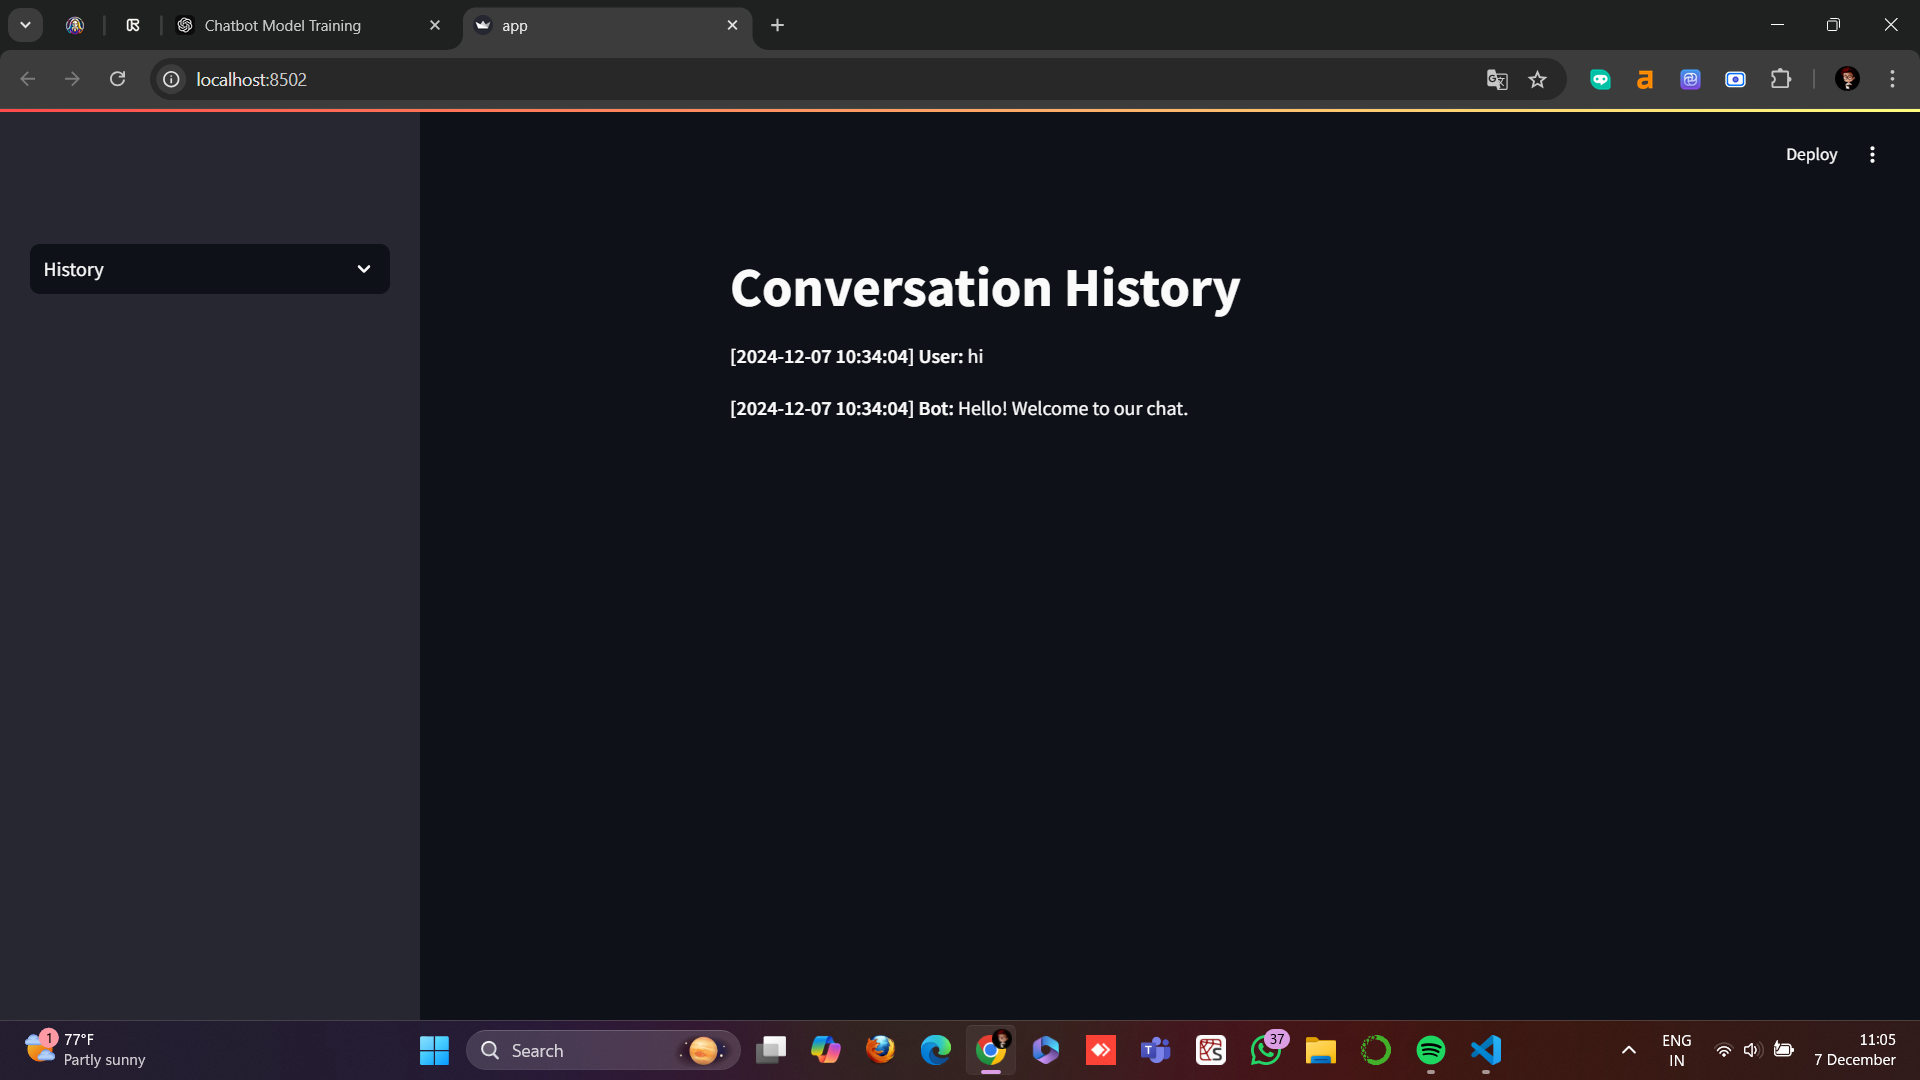 Chatbot Model Training
app
localhost:8502
Deploy
History
Conversation History
[2024-12-07 10:34:04] User: hi
[2024-12-07 10:34:04] Bot: Hello! Welcome to our chat.
1
77°F
Partly sunny
Search
37
ENG
IN
11:05
7 December